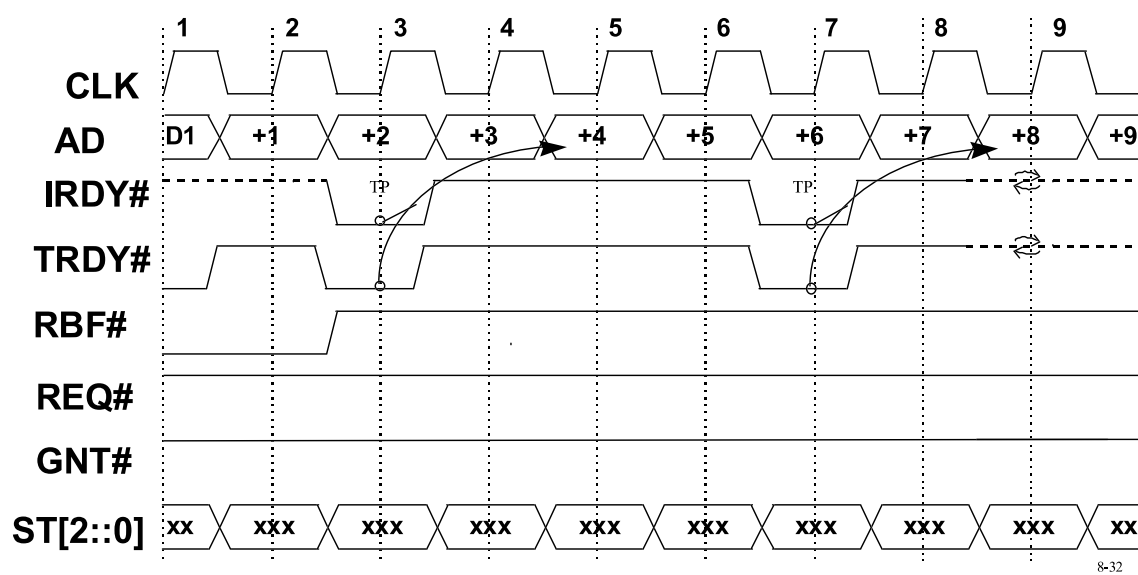 1 2 3 4 5 6 7 8 9
CLK
AD D1 +1 +2 +3 +4 +5 +6 +7 +8 +9
IRDY# TP TP
TRDY#
RBF#
REQ#
GNT#
ST[2::0] xx xxx xxx xxx xxx xxx xxx xxx xxx xx
8-32